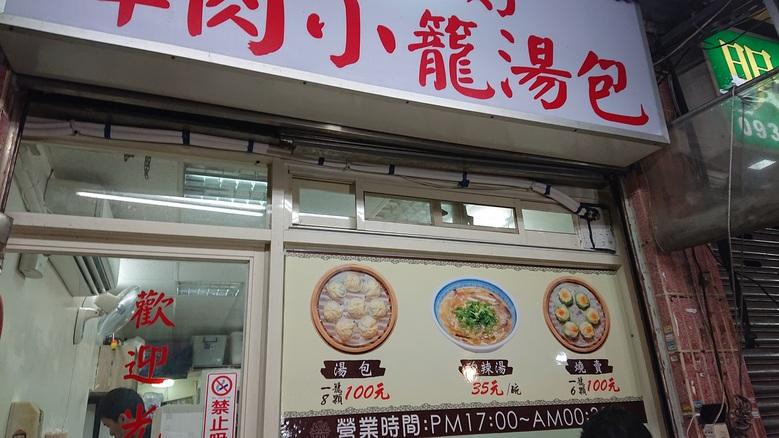 肉小籠湯包
093
歡迎
禁止
湯包
一籠8顆100元
酸辣湯
35元/碗
燒賣
一籠6顆100元
營業時間:PM17:00~AM00: